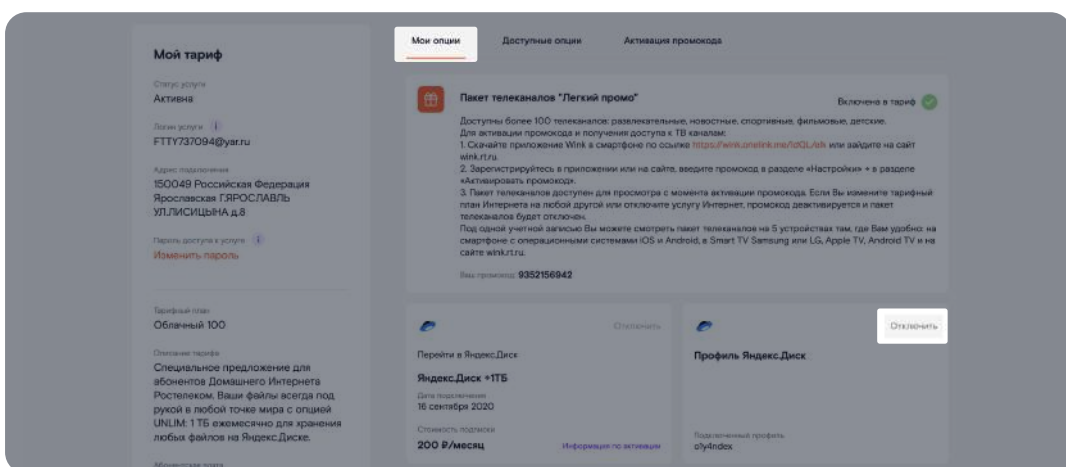 Мой тариф
Статус услуги
Активна
Логин услуги i
FTTY737094@yar.ru
Адрес подключения
150049 Российская Федерация
Ярославская Г.ЯРОСЛАВЛЬ
УЛ.ЛИСИЦЫНА д.8
Пароль доступа к услуге i
Изменить пароль
Тарифный план
Облачный 100
Описание тарифа
Специальное предложение для
абонентов Домашнего Интернета
Ростелеком. Ваши файлы всегда под
рукой в любой точке мира с опцией
UNLIM: 1 ТБ ежемесячно для хранения
любых файлов на Яндекс.Диске.
Абонентская плата
Мои опции
Доступные опции
Активация промокода
Пакет телеканалов "Легкий промо"
Включено в тариф
Доступны более 100 телеканалов: развлекательные, новостные, спортивные, фильмовые, детские.
Для активации промокода и получения доступа к ТВ каналам:
1. Скачайте приложение Wink в смартфоне по ссылке или зайдите на сайт
wink.rt.ru.
2. Зарегистрируйтесь в приложении или на сайте, введите промокод в разделе «Настройки» + в разделе
«Активировать промокод».
3. Пакет телеканалов доступен для просмотра с момента активации промокода. Если Вы измените тарифный
план Интернета на любой другой или отключите услугу Интернет, промокод деактивируется и пакет
телеканалов будет отключен.
Под одной учетной записью Вы можете смотреть пакет телеканалов на 5 устройствах там, где Вам удобно: на
смартфоне с операционными системами iOS и Android, в Smart TV Samsung или LG, Apple TV, Android TV и на
сайте wink.rt.ru.
Ваш промокод: 9352156942
Отключить
Перейти в Яндекс.Диск
Яндекс.Диск +1ТБ
Дата подключения
16 сентября 2020
Стоимость подписки
200 ₽/месяц
Информация по активации
Отключить
Профиль Яндекс.Диск
Подключенный профиль
o1y4ndex